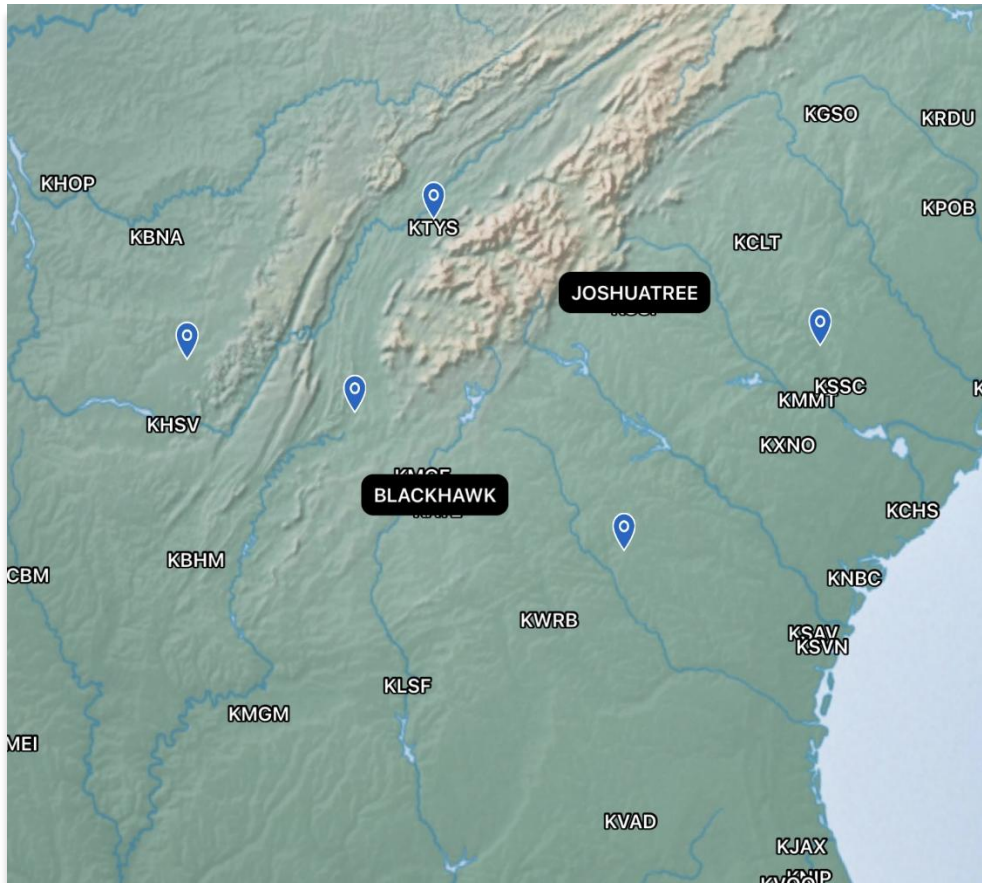 KGSO
KRDU
KHOP
KPOB
KTYS
KBNA
KCLT
JOSHUATREE
KSSC
KMMT
KHSV
KXNO
BLACKHAWK
KCHS
KBHM
CBM
KNBC
KWRB
KSAV
KSVN
KLSF
KMGM
MEI
KVAD
KJAX
KNIP